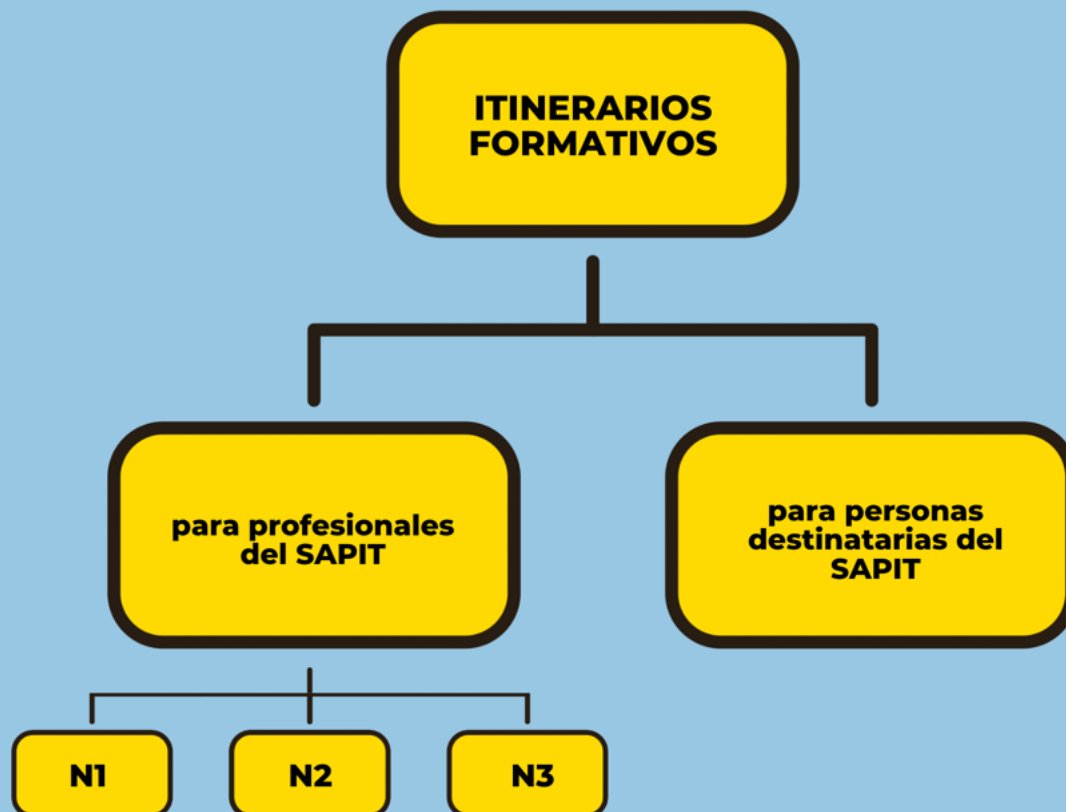 ITINERARIOS
FORMATIVOS
para profesionales
del SAPIT
para personas
destinatarias del
SAPIT
N1
N2
N3